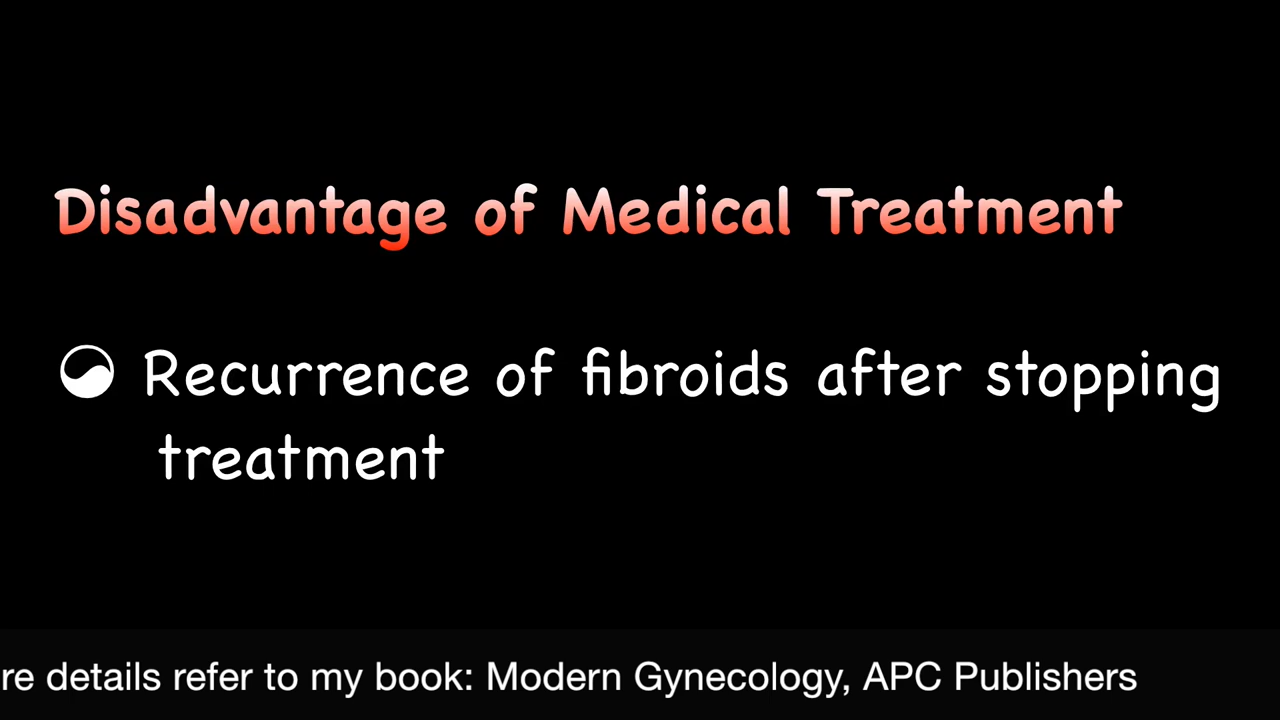 Disadvantage of Medical Treatment
Recurrence of fibroids after stopping
treatment
re details refer to my book: Modern Gynecology, APC Publishers